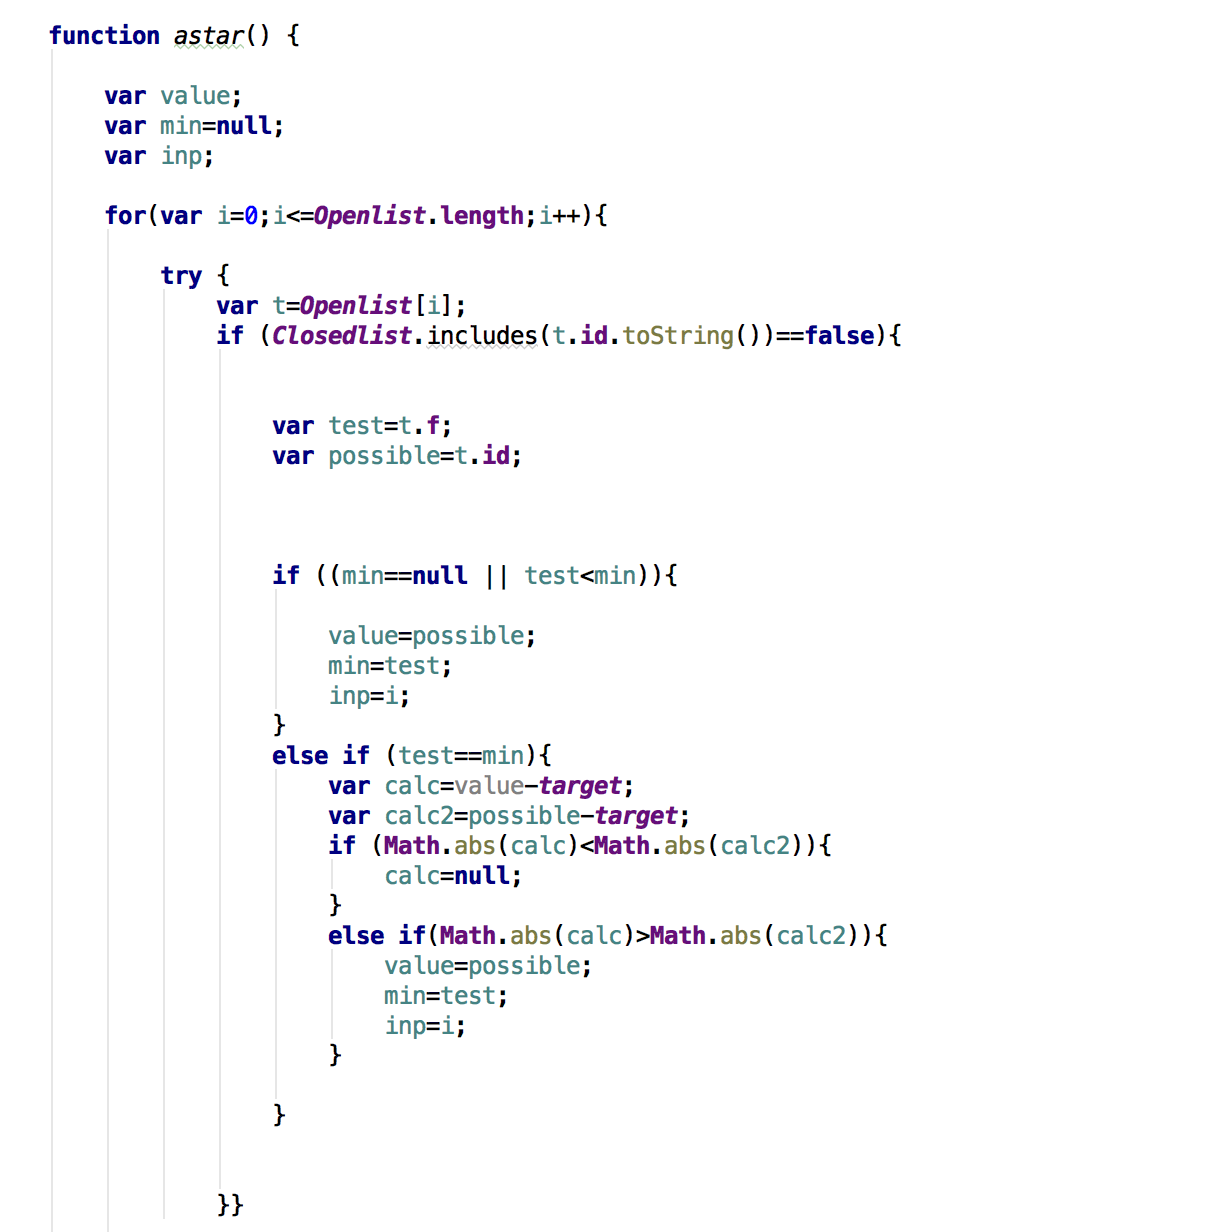 function astar() {
var value;
var min=null;
var inp;
for(var i=0;i<=Openlist.length;i++){
try {
var t=Openlist[i];
if (Closedlist.includes(t.id.toString())==false){
var test=t.f;
var possible=t.id;
if ((min==null || test<min)){
value=possible;
min=test;
inp=i;
}
else if (test==min){
var calc=value-target;
var calc2=possible-target;
if (Math.abs(calc)<Math.abs(calc2)){
calc=null;
}
else if(Math.abs(calc)>Math.abs(calc2)){
value=possible;
min=test;
inp=i;
}
}
}}